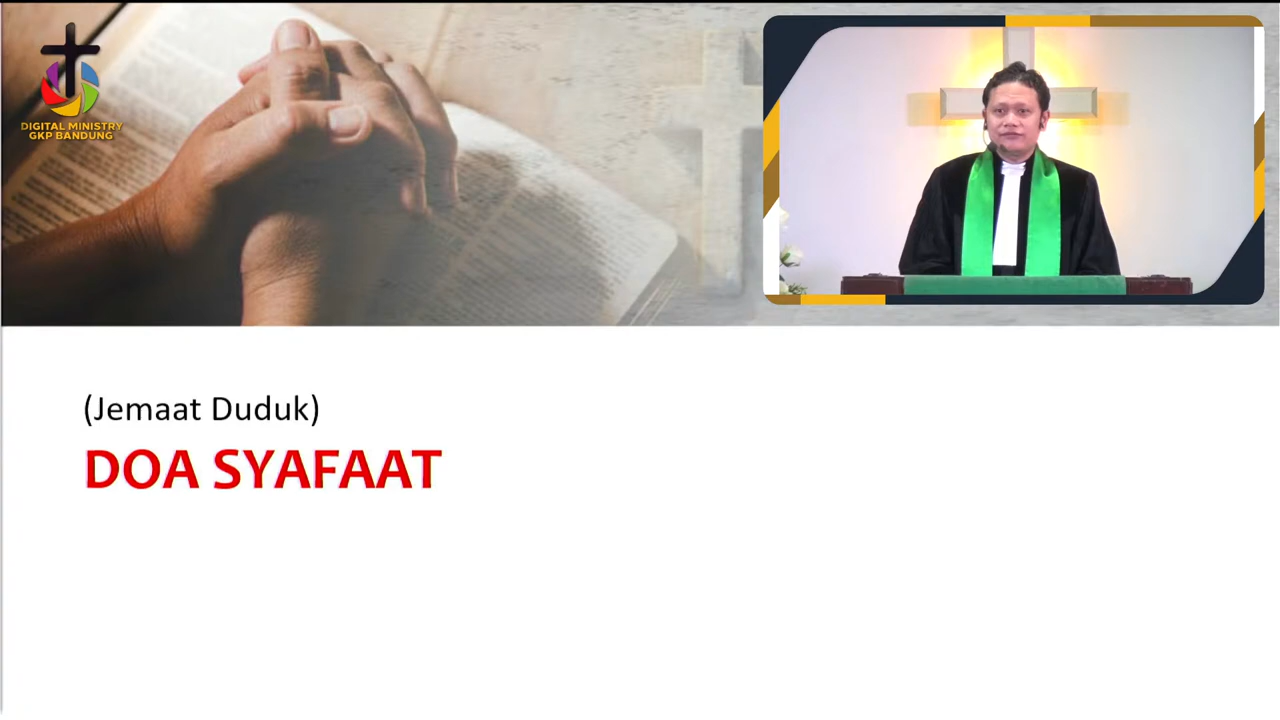 DIGITAL MINISTRY
GKP BANDUNG
(Jemaat Duduk)
DOA SYAFAAT